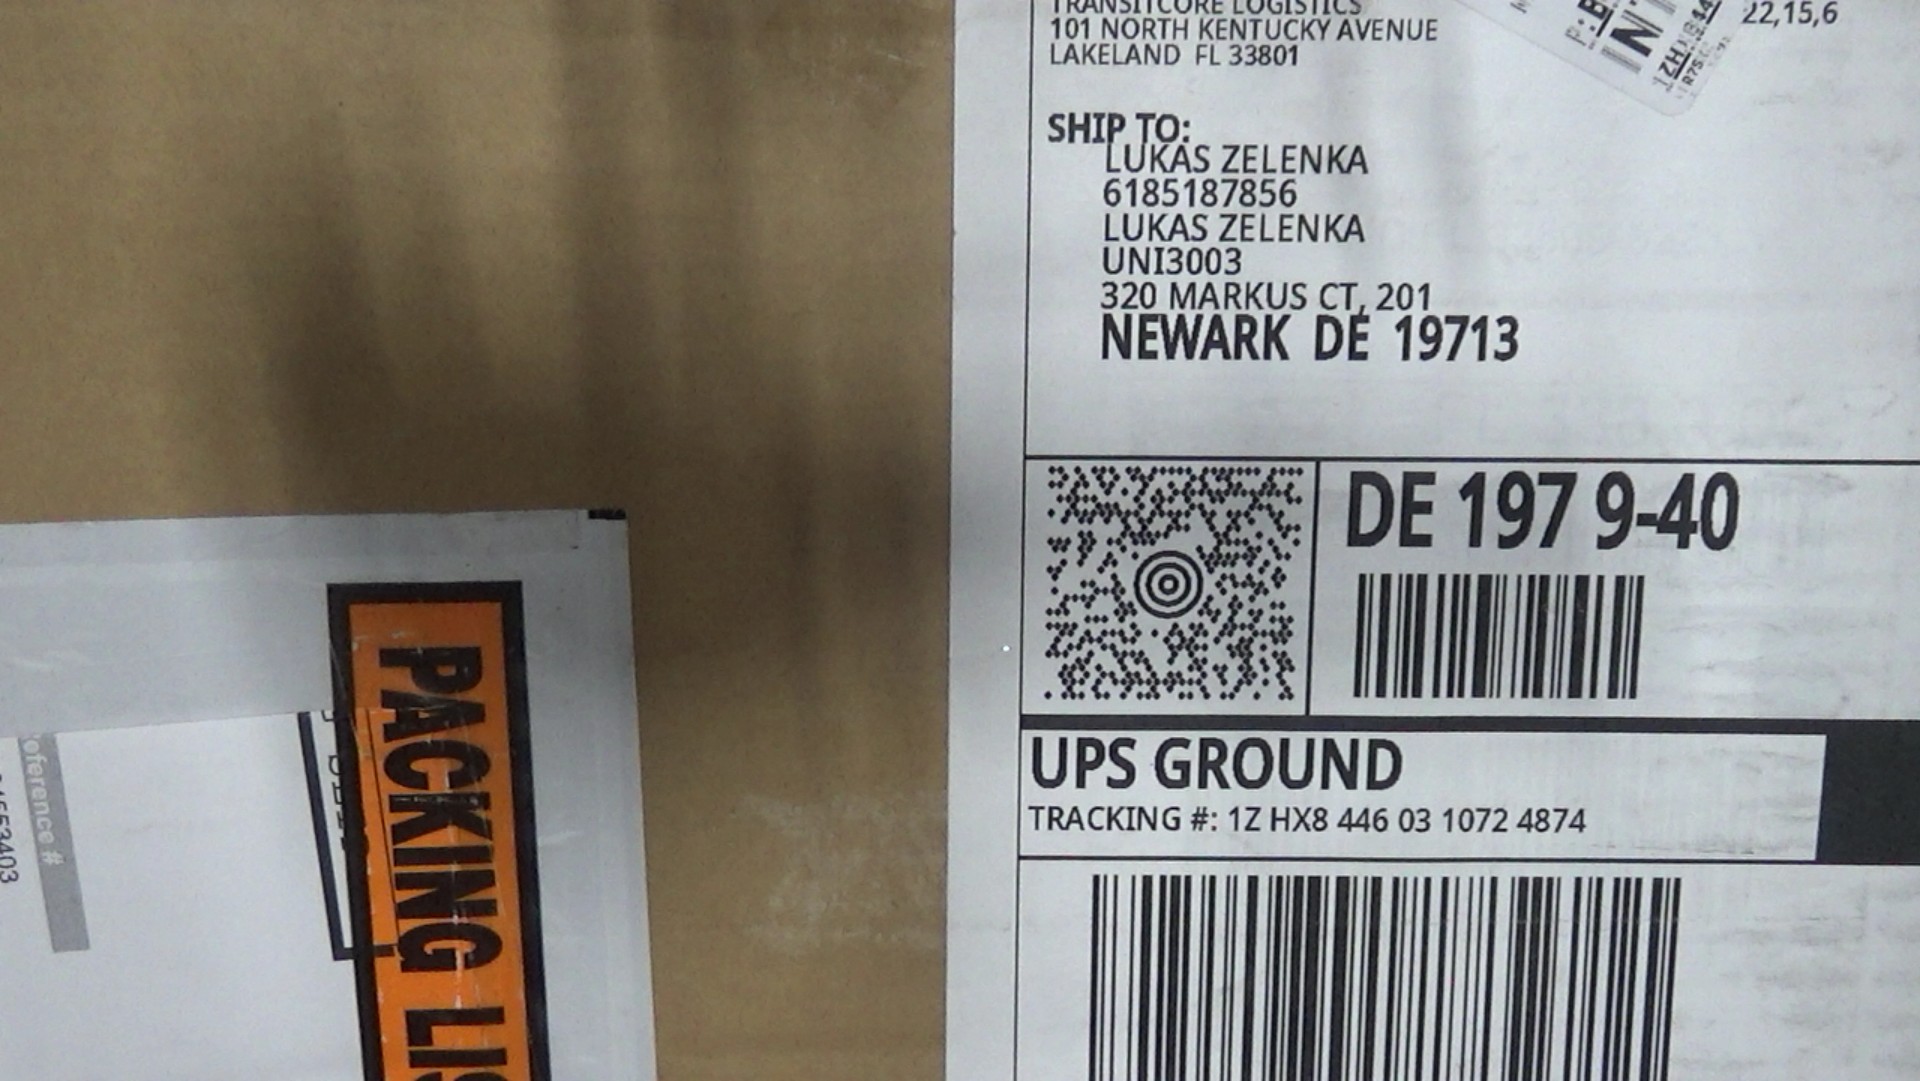 TRANSITCORE LOGISTICS
101 NORTH KENTUCKY AVENUE
LAKELAND FL 33801
22,15,6
SHIP TO:
LUKAS ZELENKA
6185187856
LUKAS ZELENKA
UNI3003
320 MARKUS CT, 201
NEWARK DE 19713
DE 197 9-40
UPS GROUND
TRACKING #: 1Z HX8 446 03 1072 4874
PACKING LIS
eference #